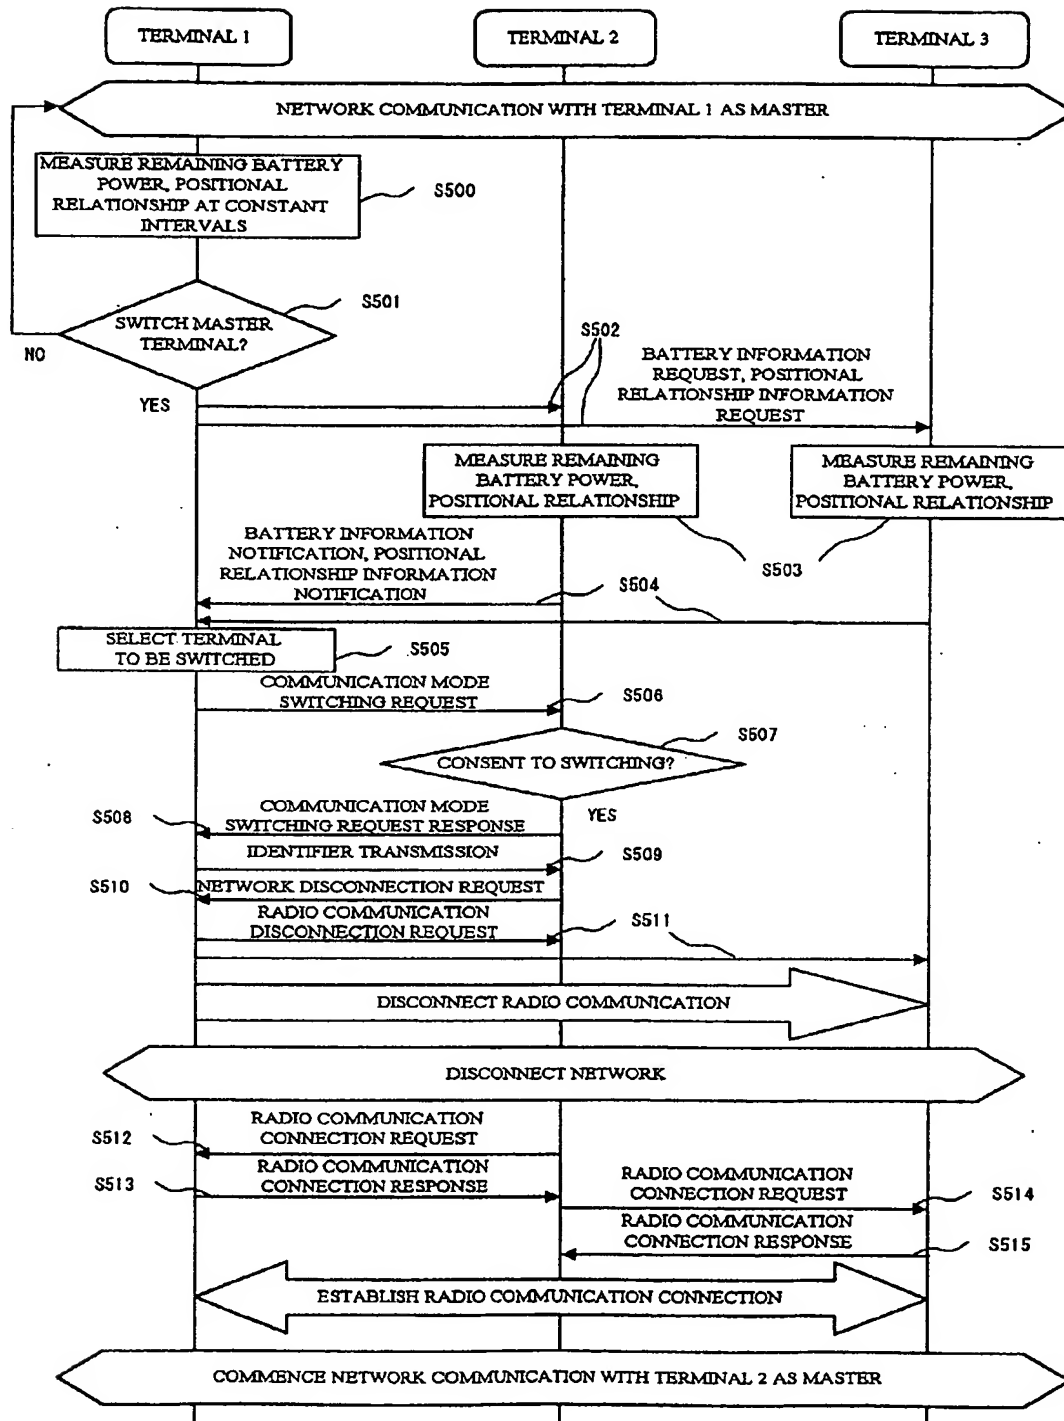 TERMINAL 1
TERMINAL 2
TERMINAL 3
NETWORK COMMUNICATION WITH TERMINAL 1 AS MASTER
MEASURE REMAINING BATTERY
POWER, POSITIONAL
RELATIONSHIP AT CONSTANT
INTERVALS
S500
S501
SWITCH MASTER
TERMINAL?
NO
YES
S502
BATTERY INFORMATION
REQUEST, POSITIONAL
RELATIONSHIP INFORMATION
REQUEST
MEASURE REMAINING
BATTERY POWER,
POSITIONAL RELATIONSHIP
MEASURE REMAINING
BATTERY POWER,
POSITIONAL RELATIONSHIP
S503
BATTERY INFORMATION
NOTIFICATION, POSITIONAL
RELATIONSHIP INFORMATION
NOTIFICATION
S504
SELECT TERMINAL
TO BE SWITCHED
S505
COMMUNICATION MODE
SWITCHING REQUEST
S506
S507
CONSENT TO SWITCHING?
YES
S508
COMMUNICATION MODE
SWITCHING REQUEST RESPONSE
IDENTIFIER TRANSMISSION
S509
S510
NETWORK DISCONNECTION REQUEST
RADIO COMMUNICATION
DISCONNECTION REQUEST
S511
DISCONNECT RADIO COMMUNICATION
DISCONNECT NETWORK
RADIO COMMUNICATION
CONNECTION REQUEST
S512
RADIO COMMUNICATION
CONNECTION RESPONSE
S513
RADIO COMMUNICATION
CONNECTION REQUEST
S514
RADIO COMMUNICATION
CONNECTION RESPONSE
S515
ESTABLISH RADIO COMMUNICATION CONNECTION
COMMENCE NETWORK COMMUNICATION WITH TERMINAL 2 AS MASTER